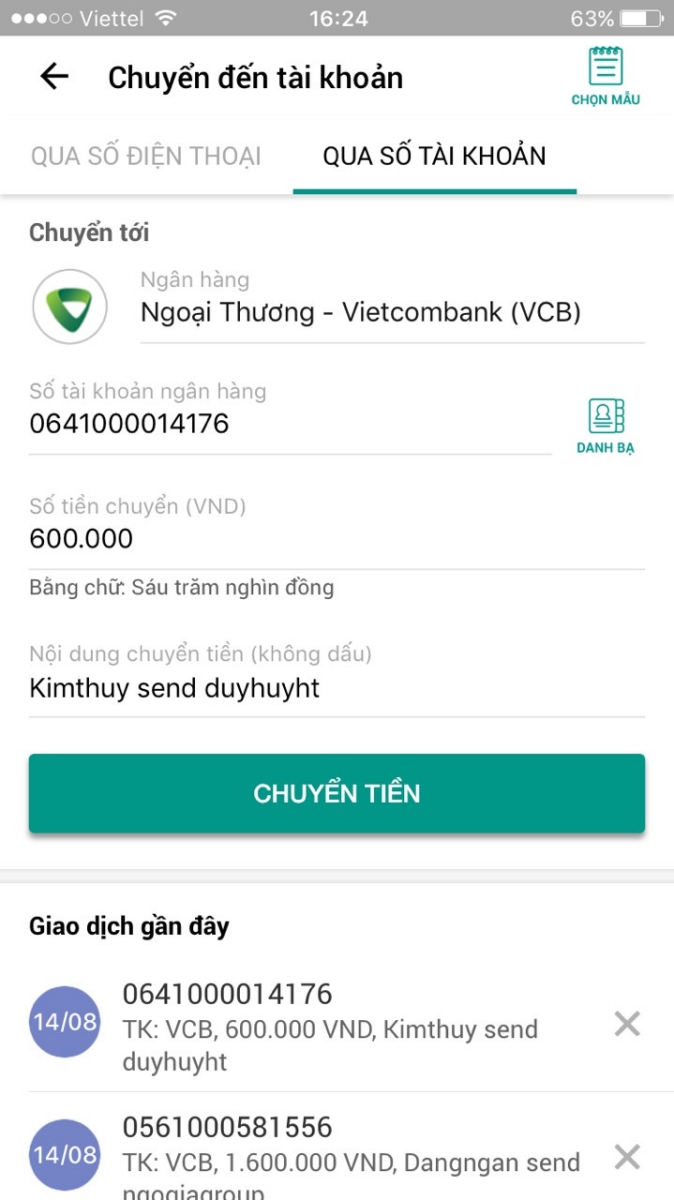 Viettel 16:24 63%
Chuyển đến tài khoản
CHỌN MẪU
QUA SỐ ĐIỆN THOẠI QUA SỐ TÀI KHOẢN
Chuyển tới
Ngân hàng
Ngoại Thương - Vietcombank (VCB)
Số tài khoản ngân hàng
0641000014176
DANH BẠ
Số tiền chuyển (VND)
600.000
Bằng chữ: Sáu trăm nghìn đồng
Nội dung chuyển tiền (không dấu)
Kimthuy send duyhuyht
CHUYỂN TIỀN
Giao dịch gần đây
0641000014176
14/08
TK: VCB, 600.000 VND, Kimthuy send
duyhuyht
0561000581556
14/08
TK: VCB, 1.600.000 VND, Dangngan send
ngogiagroup